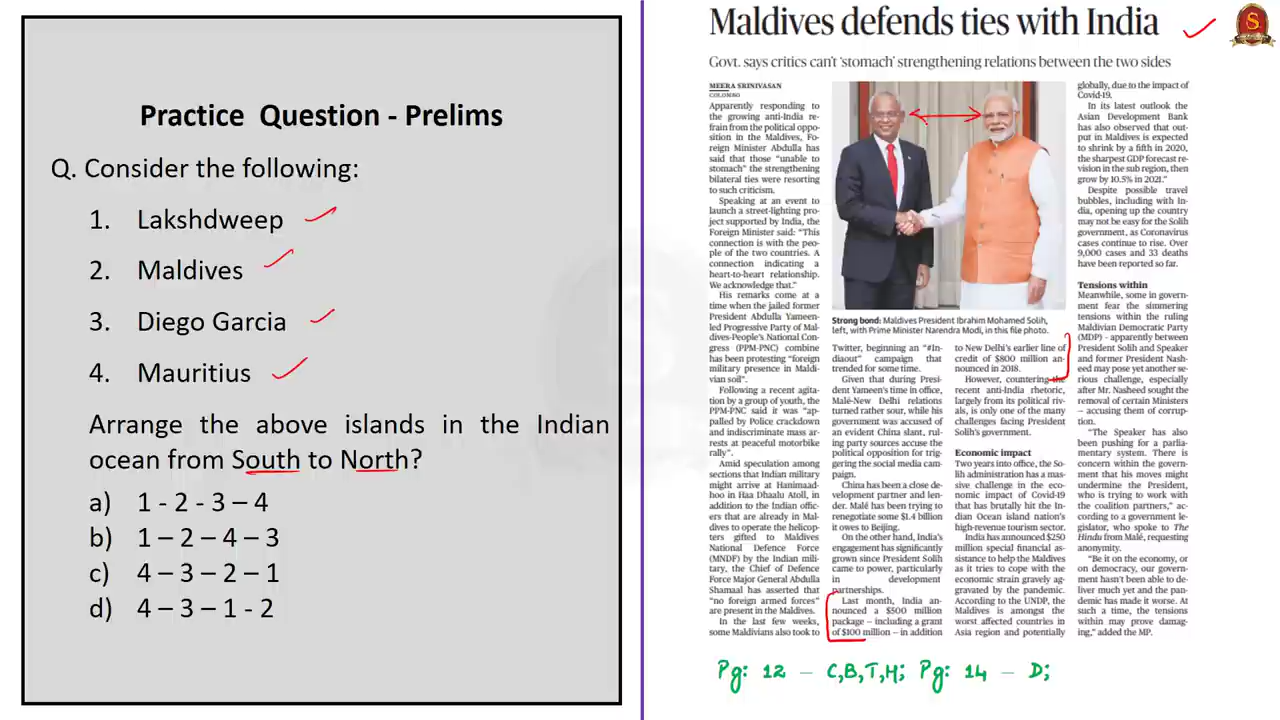 Practice Question - Prelims
Q. Consider the following:
1. Lakshdweep
2. Maldives
3. Diego Garcia
4. Mauritius
Arrange the above islands in the Indian
ocean from South to North?
a) 1 - 2 - 3 – 4
b) 1 – 2 – 4 – 3
c) 4 – 3 – 2 – 1
d) 4 – 3 – 1 - 2
Maldives defends ties with India
Govt. says critics can't 'stomach' strengthening relations between the two sides
MEERA SRINIVASAN
COLOMBO
Apparently responding to
the growing anti-India re-
frain from the political oppo-
sition in the Maldives, Fo-
reign Minister Abdulla has
said that those "unable to
stomach" the strengthening
bilateral ties were resorting
to such criticism.
Speaking at an event to
launch a street-lighting pro-
ject supported by India, the
Foreign Minister said: "This
connection is with the peo-
ple of the two countries. A
connection indicating a
heart-to-heart relationship.
We acknowledge that."
His remarks come at a
time when the jailed former
President Abdulla Yameen-
led Progressive Party of Mal-
dives-People's National Con-
gress (PPM-PNC) combine
has been protesting "foreign
military presence in Maldi-
vian soil".
Following a recent agita-
tion by a group of youth, the
PPM-PNC said it was "ap-
palled by Police crackdown
and indiscriminate mass ar-
rests at peaceful motorbike
rally".
Amid speculation among
sections that Indian military
might arrive at Hanimaad-
hoo in Haa Dhaalu Atoll, in
addition to the Indian offic-
ers that are already in Mal-
dives to operate the helicop-
ters gifted to Maldives
National Defence Force
(MNDF) by the Indian mili-
tary, the Chief of Defence
Force Major General Abdulla
Shamaal has asserted that
"no foreign armed forces"
are present in the Maldives.
In the last few weeks,
some Maldivians also took to
Strong bond: Maldives President Ibrahim Mohamed Solih,
left, with Prime Minister Narendra Modi, in this file photo.
Twitter, beginning an "#In-
diaout" campaign that
trended for some time.
Given that during Presi-
dent Yameen's time in office,
Malé-New Delhi relations
turned rather sour, while his
government was accused of
an evident China slant, rul-
ing party sources accuse the
political opposition for trig-
gering the social media cam-
paign.
China has been a close de-
velopment partner and len-
der. Malé has been trying to
renegotiate some $1.4 billion
it owes to Beijing.
On the other hand, India's
engagement has significantly
grown since President Solih
came to power, particularly
in development
partnerships.
Last month, India an-
nounced a $500 million
package – including a grant
of $100 million – in addition
to New Delhi's earlier line of
credit of $800 million an-
nounced in 2018.
However, countering the
recent anti-India rhetoric,
largely from its political riv-
als, is only one of the many
challenges facing President
Solih's government.
Economic impact
Two years into office, the So-
lih administration has a mas-
sive challenge in the eco-
nomic impact of Covid-19
that has brutally hit the In-
dian Ocean island nation's
high-revenue tourism sector.
India has announced $250
million special financial as-
sistance to help the Maldives
as it tries to cope with the
economic strain gravely ag-
gravated by the pandemic.
According to the UNDP, the
Maldives is amongst the
worst affected countries in
Asia region and potentially
globally, due to the impact of
Covid-19.
In its latest outlook the
Asian Development Bank
has also observed that out-
put in Maldives is expected
to shrink by a fifth in 2020,
the sharpest GDP forecast re-
vision in the sub region, then
grow by 10.5% in 2021."
Despite possible travel
bubbles, including with In-
dia, opening up the country
may not be easy for the Solih
government, as Coronavirus
cases continue to rise. Over
9,000 cases and 33 deaths
have been reported so far.
Tensions within
Meanwhile, some in govern-
ment fear the simmering
tensions within the ruling
Maldivian Democratic Party
(MDP) – apparently between
President Solih and Speaker
and former President Nash-
eed may pose yet another se-
rious challenge, especially
after Mr. Nasheed sought the
removal of certain Ministers
– accusing them of corrup-
tion.
"The Speaker has also
been pushing for a parlia-
mentary system. There is
concern within the govern-
ment that his moves might
undermine the President,
who is trying to work with
the coalition partners," ac-
cording to a government le-
gislator, who spoke to The
Hindu from Malé, requesting
anonymity.
"Be it on the economy, or
on democracy, our govern-
ment hasn't been able to de-
liver much yet and the pan-
demic has made it worse. At
such a time, the tensions
within may prove damag-
ing," added the MP.
Pg: 12 – C,B,T,H; Pg: 14 – D;